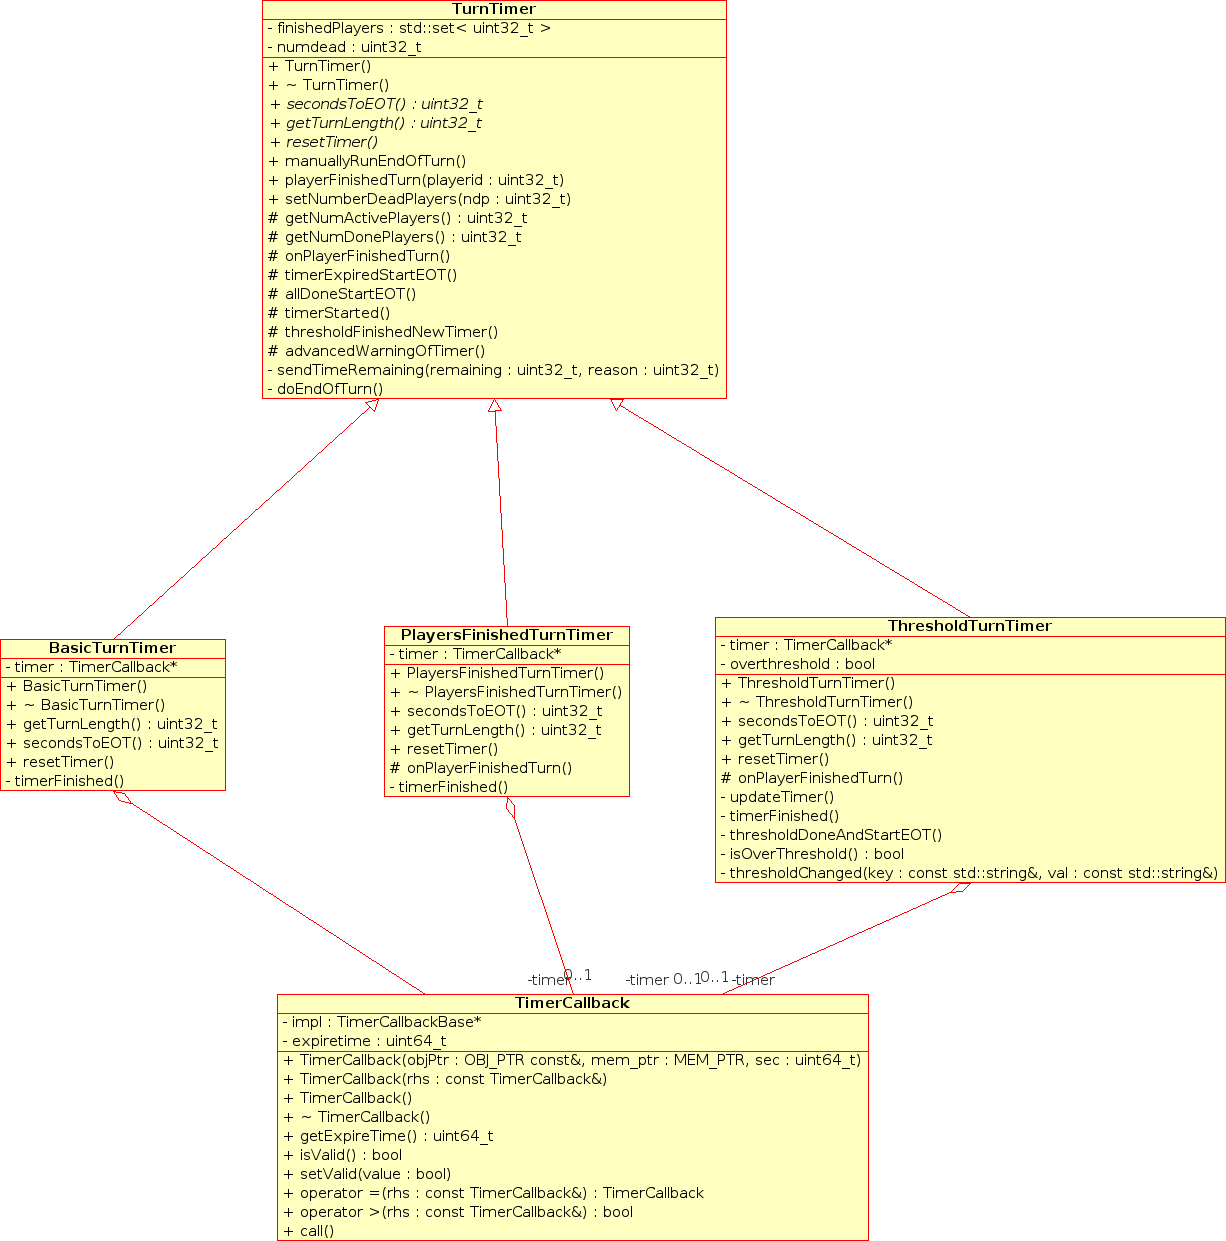 TurnTimer
- finishedPlayers : std::set< uint32_t >
- numdead : uint32_t
+ TurnTimer()
+ ~ TurnTimer()
+ secondsToEOT() : uint32_t
+ getTurnLength() : uint32_t
+ resetTimer()
+ manuallyRunEndOfTurn()
+ playerFinishedTurn(playerid : uint32_t)
+ setNumberDeadPlayers(ndp : uint32_t)
# getNumActivePlayers() : uint32_t
# getNumDonePlayers() : uint32_t
# onPlayerFinishedTurn()
# timerExpiredStartEOT()
# allDoneStartEOT()
# timerStarted()
# thresholdFinishedNewTimer()
# advancedWarningOfTimer()
- sendTimeRemaining(remaining : uint32_t, reason : uint32_t)
- doEndOfTurn()
BasicTurnTimer
- timer : TimerCallback*
+ BasicTurnTimer()
+ ~ BasicTurnTimer()
+ getTurnLength() : uint32_t
+ secondsToEOT() : uint32_t
+ resetTimer()
- timerFinished()
PlayersFinishedTurnTimer
- timer : TimerCallback*
+ PlayersFinishedTurnTimer()
+ ~ PlayersFinishedTurnTimer()
+ secondsToEOT() : uint32_t
+ getTurnLength() : uint32_t
+ resetTimer()
# onPlayerFinishedTurn()
- timerFinished()
ThresholdTurnTimer
- timer : TimerCallback*
- overthreshold : bool
+ ThresholdTurnTimer()
+ ~ ThresholdTurnTimer()
+ secondsToEOT() : uint32_t
+ getTurnLength() : uint32_t
+ resetTimer()
# onPlayerFinishedTurn()
- updateTimer()
- timerFinished()
- thresholdDoneAndStartEOT()
- isOverThreshold() : bool
- thresholdChanged(key : const std::string&, val : const std::string&)
-timer 0..1 -timer 0..1 0..1 -timer
TimerCallback
- impl : TimerCallbackBase*
- expiretime : uint64_t
+ TimerCallback(objPtr : OBJ_PTR const&, mem_ptr : MEM_PTR, sec : uint64_t)
+ TimerCallback(rhs : const TimerCallback&)
+ TimerCallback()
+ ~ TimerCallback()
+ getExpireTime() : uint64_t
+ isValid() : bool
+ setValid(value : bool)
+ operator =(rhs : const TimerCallback&) : TimerCallback
+ operator >(rhs : const TimerCallback&) : bool
+ call()